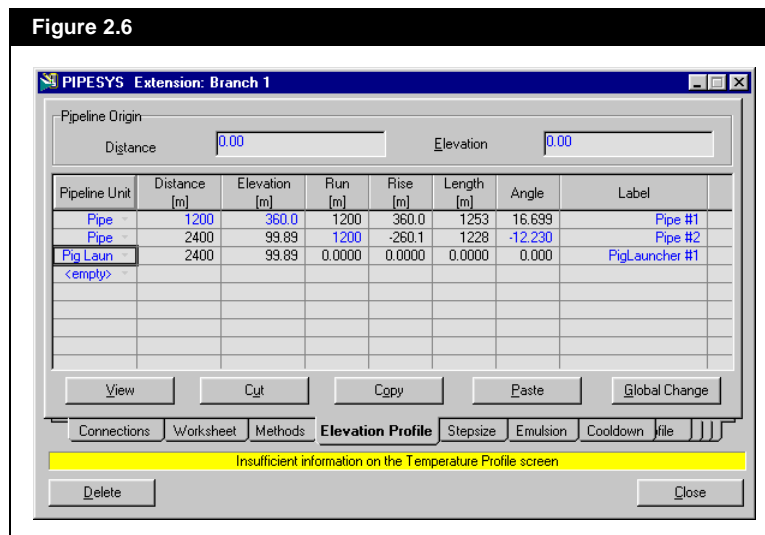 Figure 2.6
PIPESYS Extension: Branch 1
Pipeline Origin
Distance 0.00 Elevation 0.00
Pipeline Unit Distance [m] Elevation [m] Run [m] Rise [m] Length [m] Angle Label
Pipe 1200 360.0 1200 360.0 1253 16.699 Pipe #1
Pipe 2400 99.89 1200 -260.1 1228 -12.230 Pipe #2
Pig Laun 2400 99.89 0.0000 0.0000 0.0000 0.000 PigLauncher #1
<empty>
View Cut Copy Paste Global Change
Connections Worksheet Methods Elevation Profile Stepsize Emulsion Cooldown file
Insufficient information on the Temperature Profile screen
Delete Close